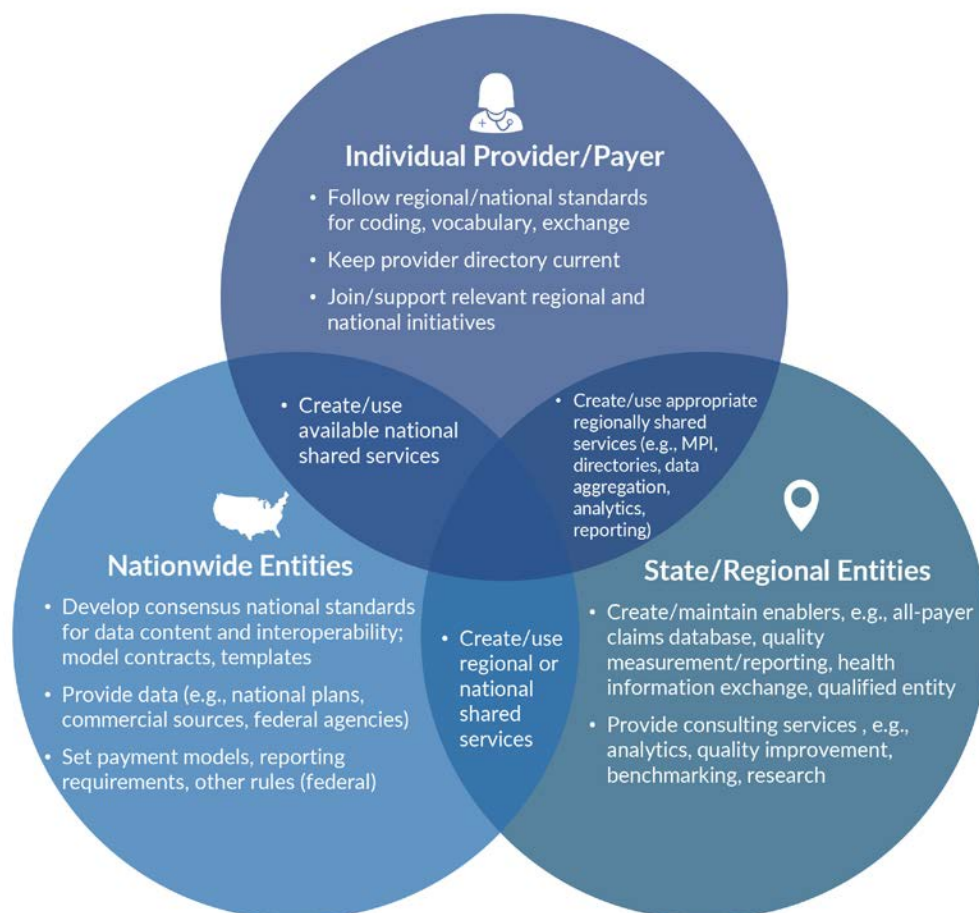 Individual Provider/Payer
• Follow regional/national standards
for coding, vocabulary, exchange
• Keep provider directory current
• Join/support relevant regional and
national initiatives
• Create/use
available national
shared services
• Create/use appropriate
regionally shared
services (e.g., MPI,
directories, data
aggregation,
analytics,
reporting)
Nationwide Entities
• Develop consensus national standards
for data content and interoperability;
model contracts, templates
• Provide data (e.g., national plans,
commercial sources, federal agencies)
• Set payment models, reporting
requirements, other rules (federal)
• Create/use
regional or
national
shared
services
State/Regional Entities
• Create/maintain enablers, e.g., all-payer
claims database, quality
measurement/reporting, health
information exchange, qualified entity
• Provide consulting services , e.g.,
analytics, quality improvement,
benchmarking, research